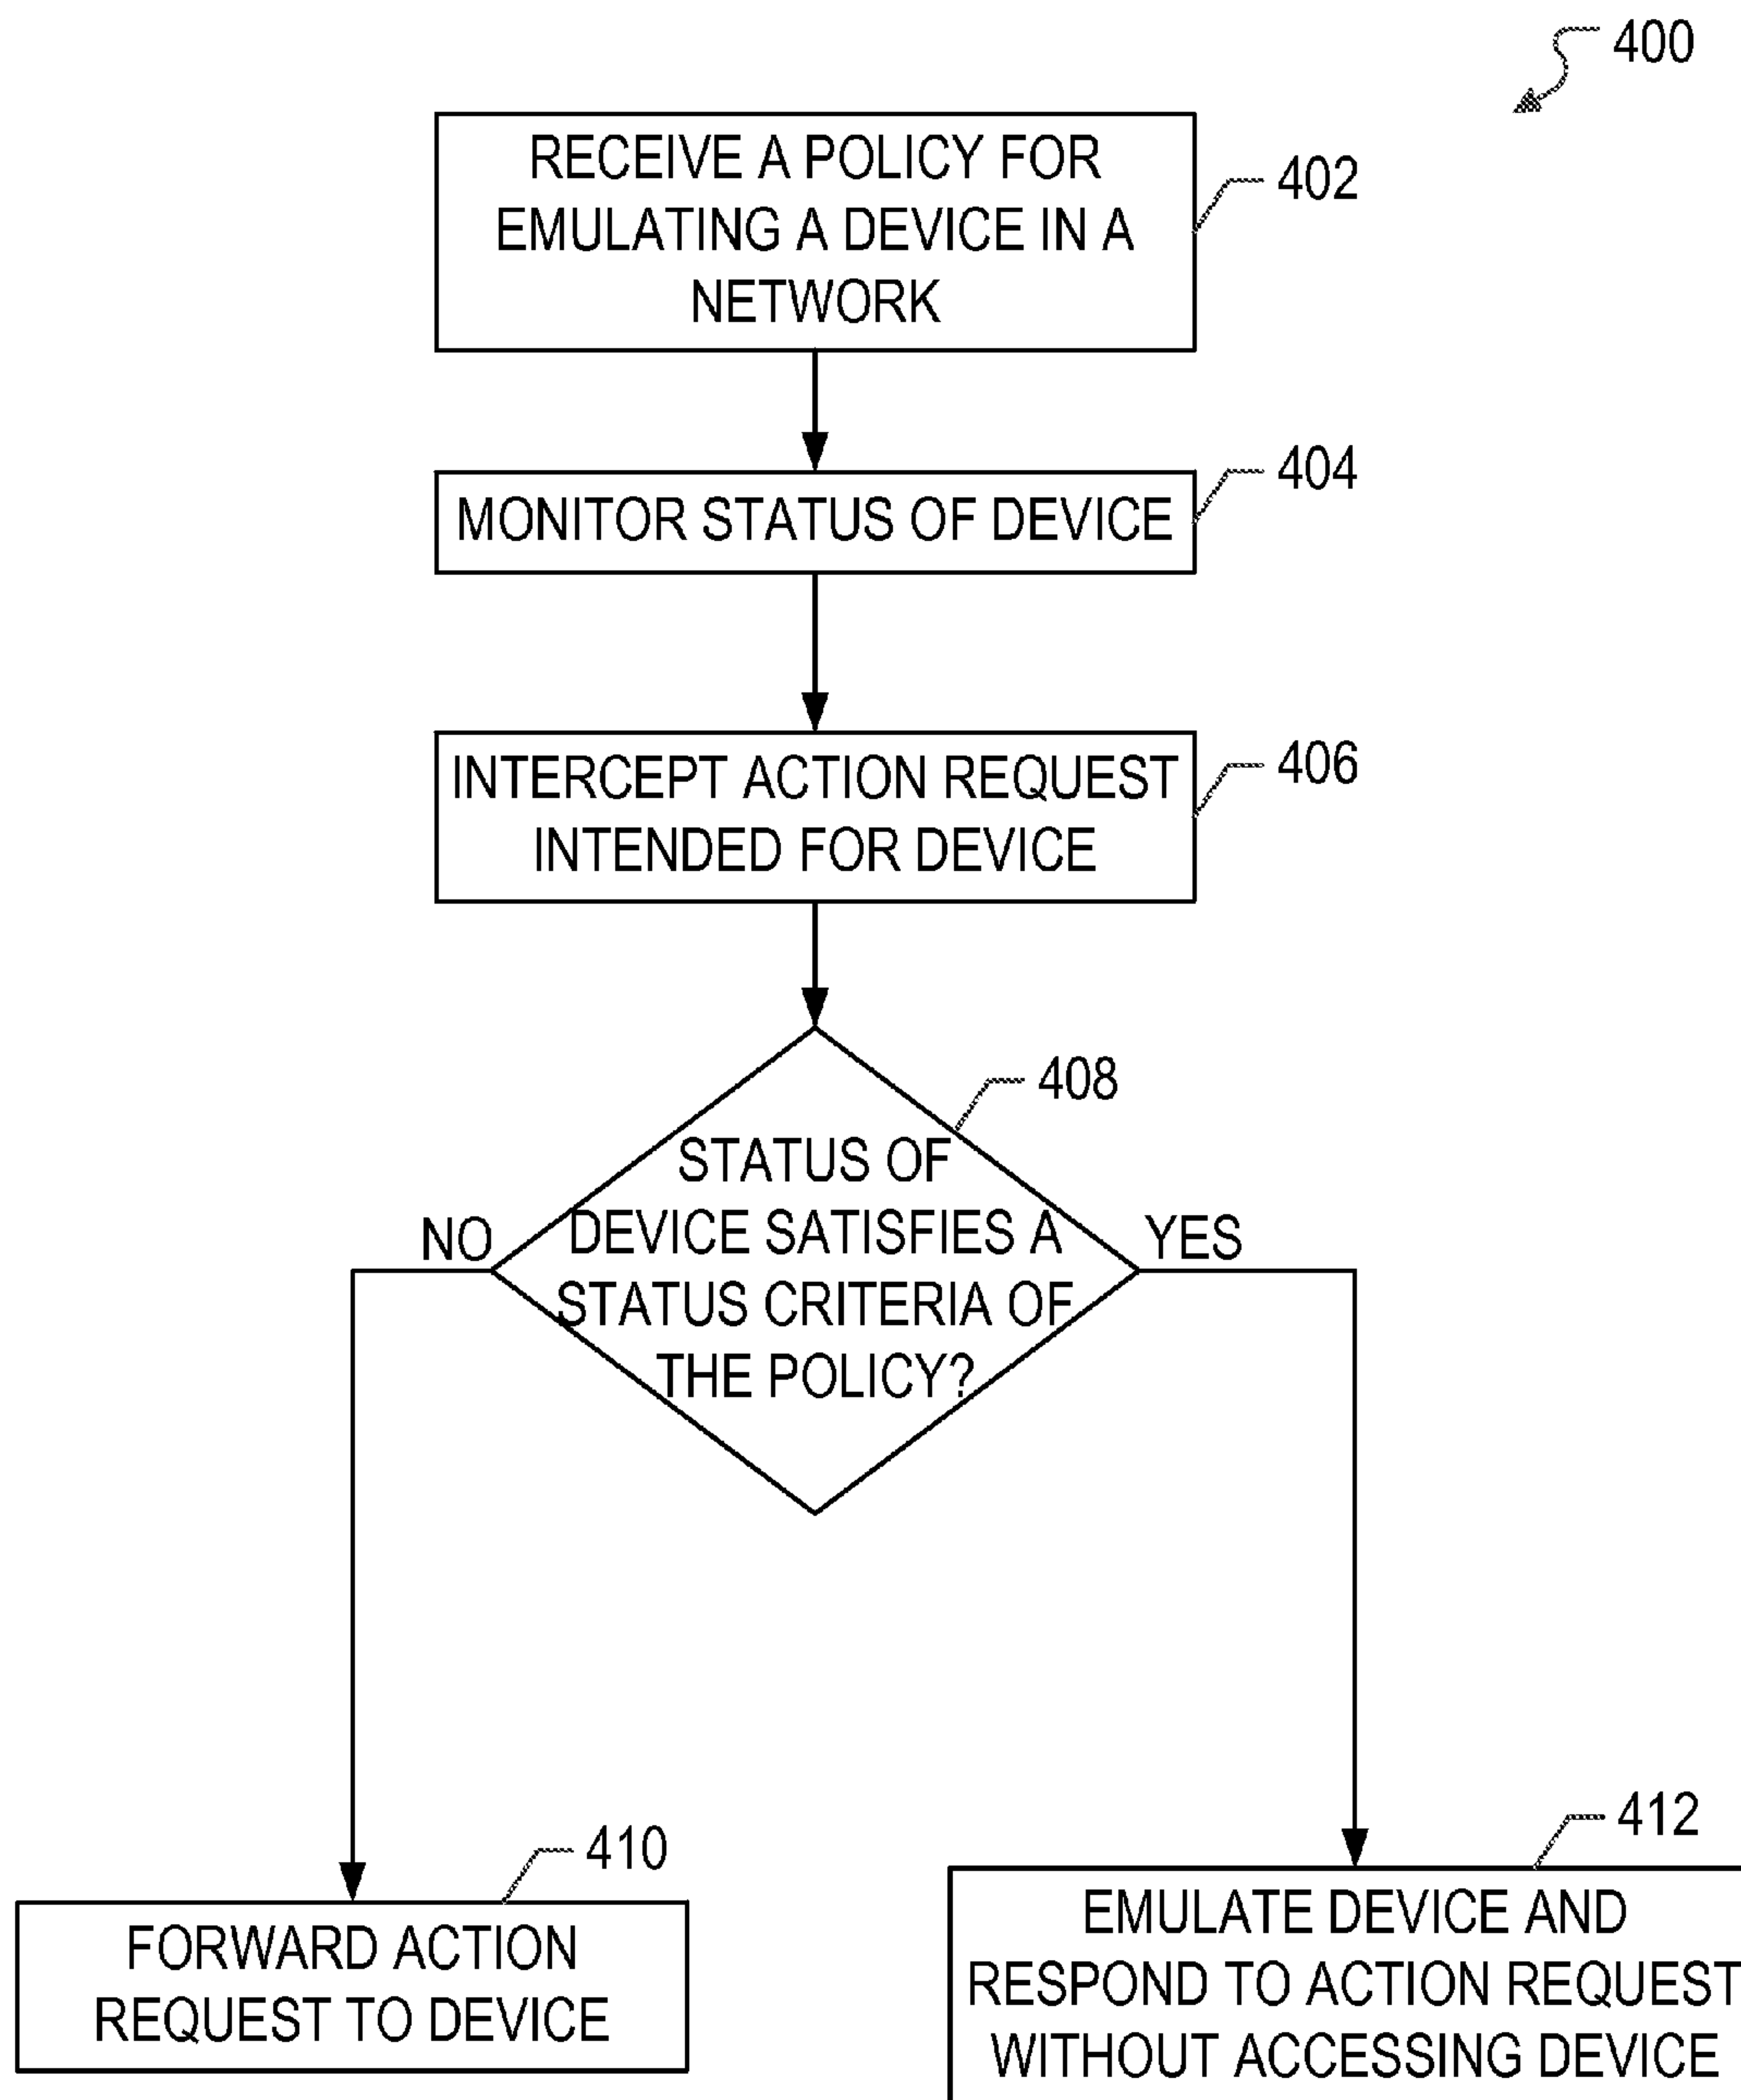 400
RECEIVE A POLICY FOR
EMULATING A DEVICE IN A
NETWORK
402
MONITOR STATUS OF DEVICE
404
INTERCEPT ACTION REQUEST
INTENDED FOR DEVICE
406
408
STATUS OF
DEVICE SATISFIES A
STATUS CRITERIA OF
THE POLICY?
NO
YES
410
FORWARD ACTION
REQUEST TO DEVICE
412
EMULATE DEVICE AND
RESPOND TO ACTION REQUEST
WITHOUT ACCESSING DEVICE